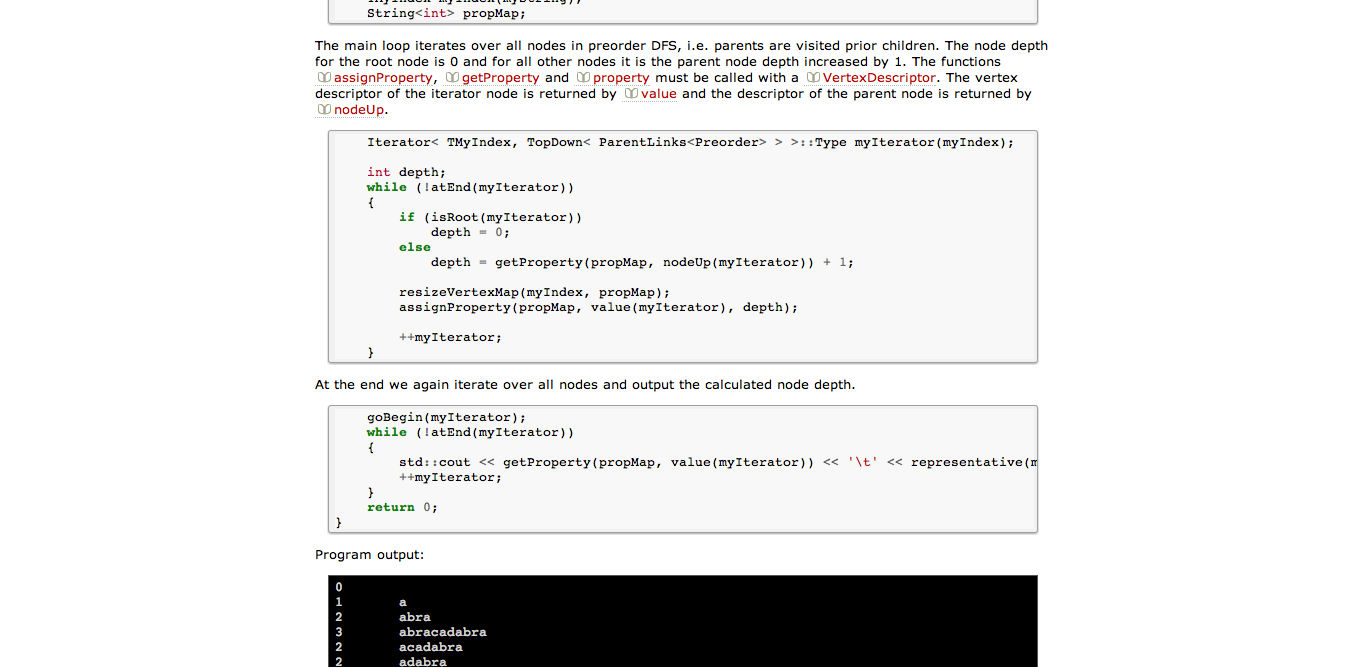 String<int> propMap;
The main loop iterates over all nodes in preorder DFS, i.e. parents are visited prior children. The node depth
for the root node is 0 and for all other nodes it is the parent node depth increased by 1. The functions
assignProperty, getProperty and property must be called with a VertexDescriptor. The vertex
descriptor of the iterator node is returned by value and the descriptor of the parent node is returned by
nodeUp.
Iterator< TMyIndex, TopDown< ParentLinks<Preorder> > >::Type myIterator(myIndex);
int depth;
while (!atEnd(myIterator))
{
if (isRoot(myIterator))
depth = 0;
else
depth = getProperty(propMap, nodeUp(myIterator)) + 1;
resizeVertexMap(myIndex, propMap);
assignProperty(propMap, value(myIterator), depth);
++myIterator;
}
At the end we again iterate over all nodes and output the calculated node depth.
goBegin(myIterator);
while (!atEnd(myIterator))
{
std::cout << getProperty(propMap, value(myIterator)) << '\t' << representative(m
++myIterator;
}
return 0;
}
Program output:
0
1 a
2 abra
3 abracadabra
2 acadabra
2 adabra